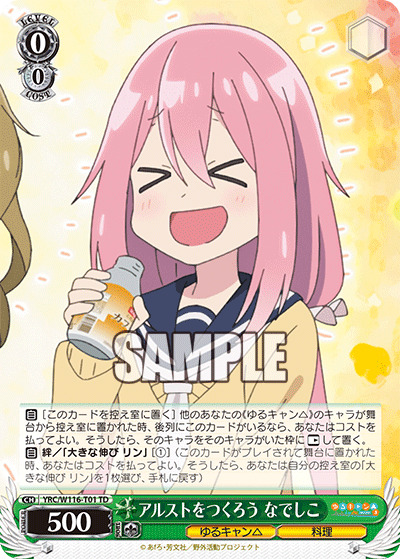 LEVEL
0
0
COST
SAMPLE
自 [このカードを控え室に置く] 他のあなたの《ゆるキャン△》のキャラが舞
台から控え室に置かれた時、後列にこのカードがいるなら、あなたはコストを
払ってよい。そうしたら、そのキャラをそのキャラがいた枠にレストして置く。
自 絆/「大きな伸び リン」 [①] (このカードがプレイされて舞台に置かれた
時、あなたはコストを払ってよい。そうしたら、あなたは自分の控え室の「大
きな伸び リン」を1枚選び、手札に戻す)
CH YRC/W116-T01 TD
アルストをつくろう なでしこ
ゆるキャン△
500
ゆるキャン△
料理
©あfろ・芳文社/野外活動プロジェクト